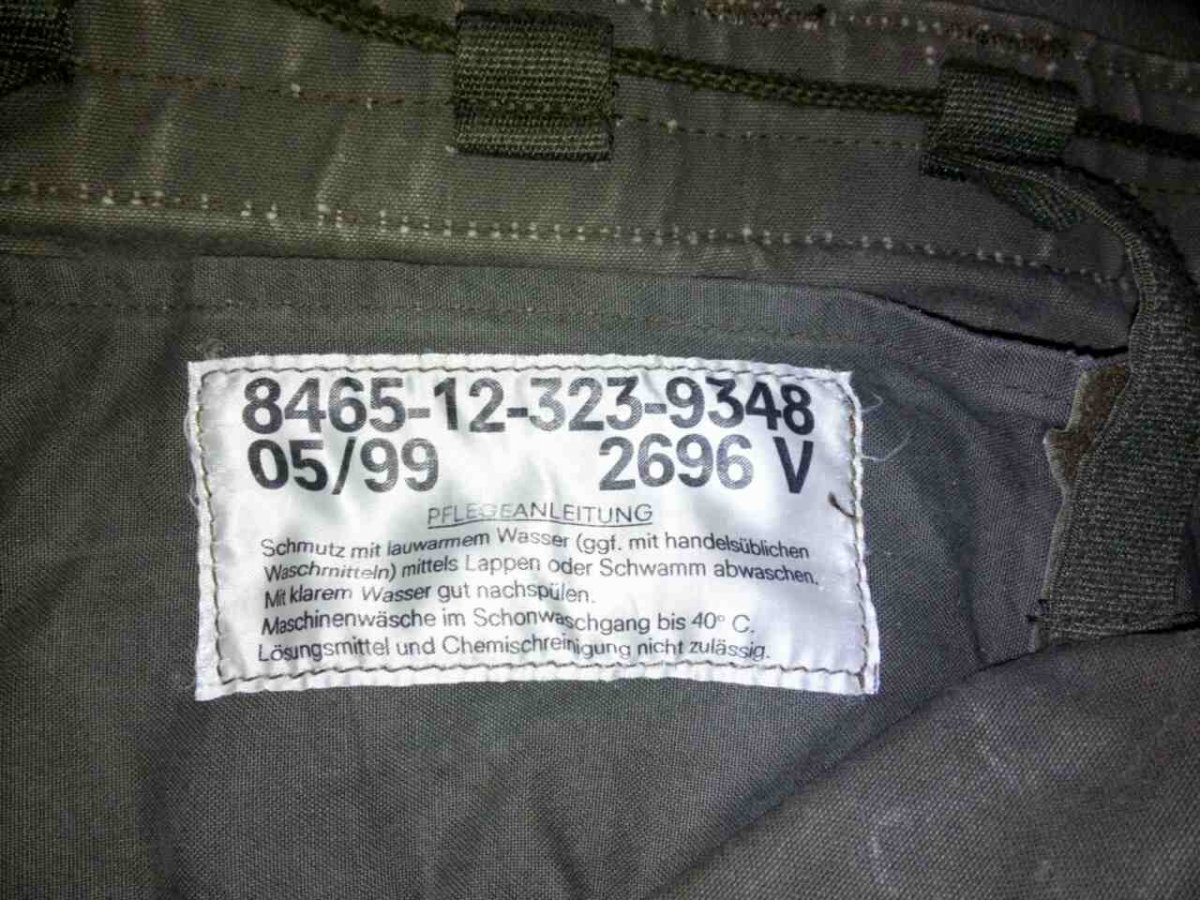 8465-12-323-9348
05/99 2696 V
PFLEGEANLEITUNG
Schmutz mit lauwarmem Wasser (ggf. mit handelsüblichen
Waschmitteln) mittels Lappen oder Schwamm abwaschen.
Mit klarem Wasser gut nachspülen.
Maschinenwäsche im Schonwaschgang bis 40° C.
Lösungsmittel und Chemischreinigung nicht zulässig.